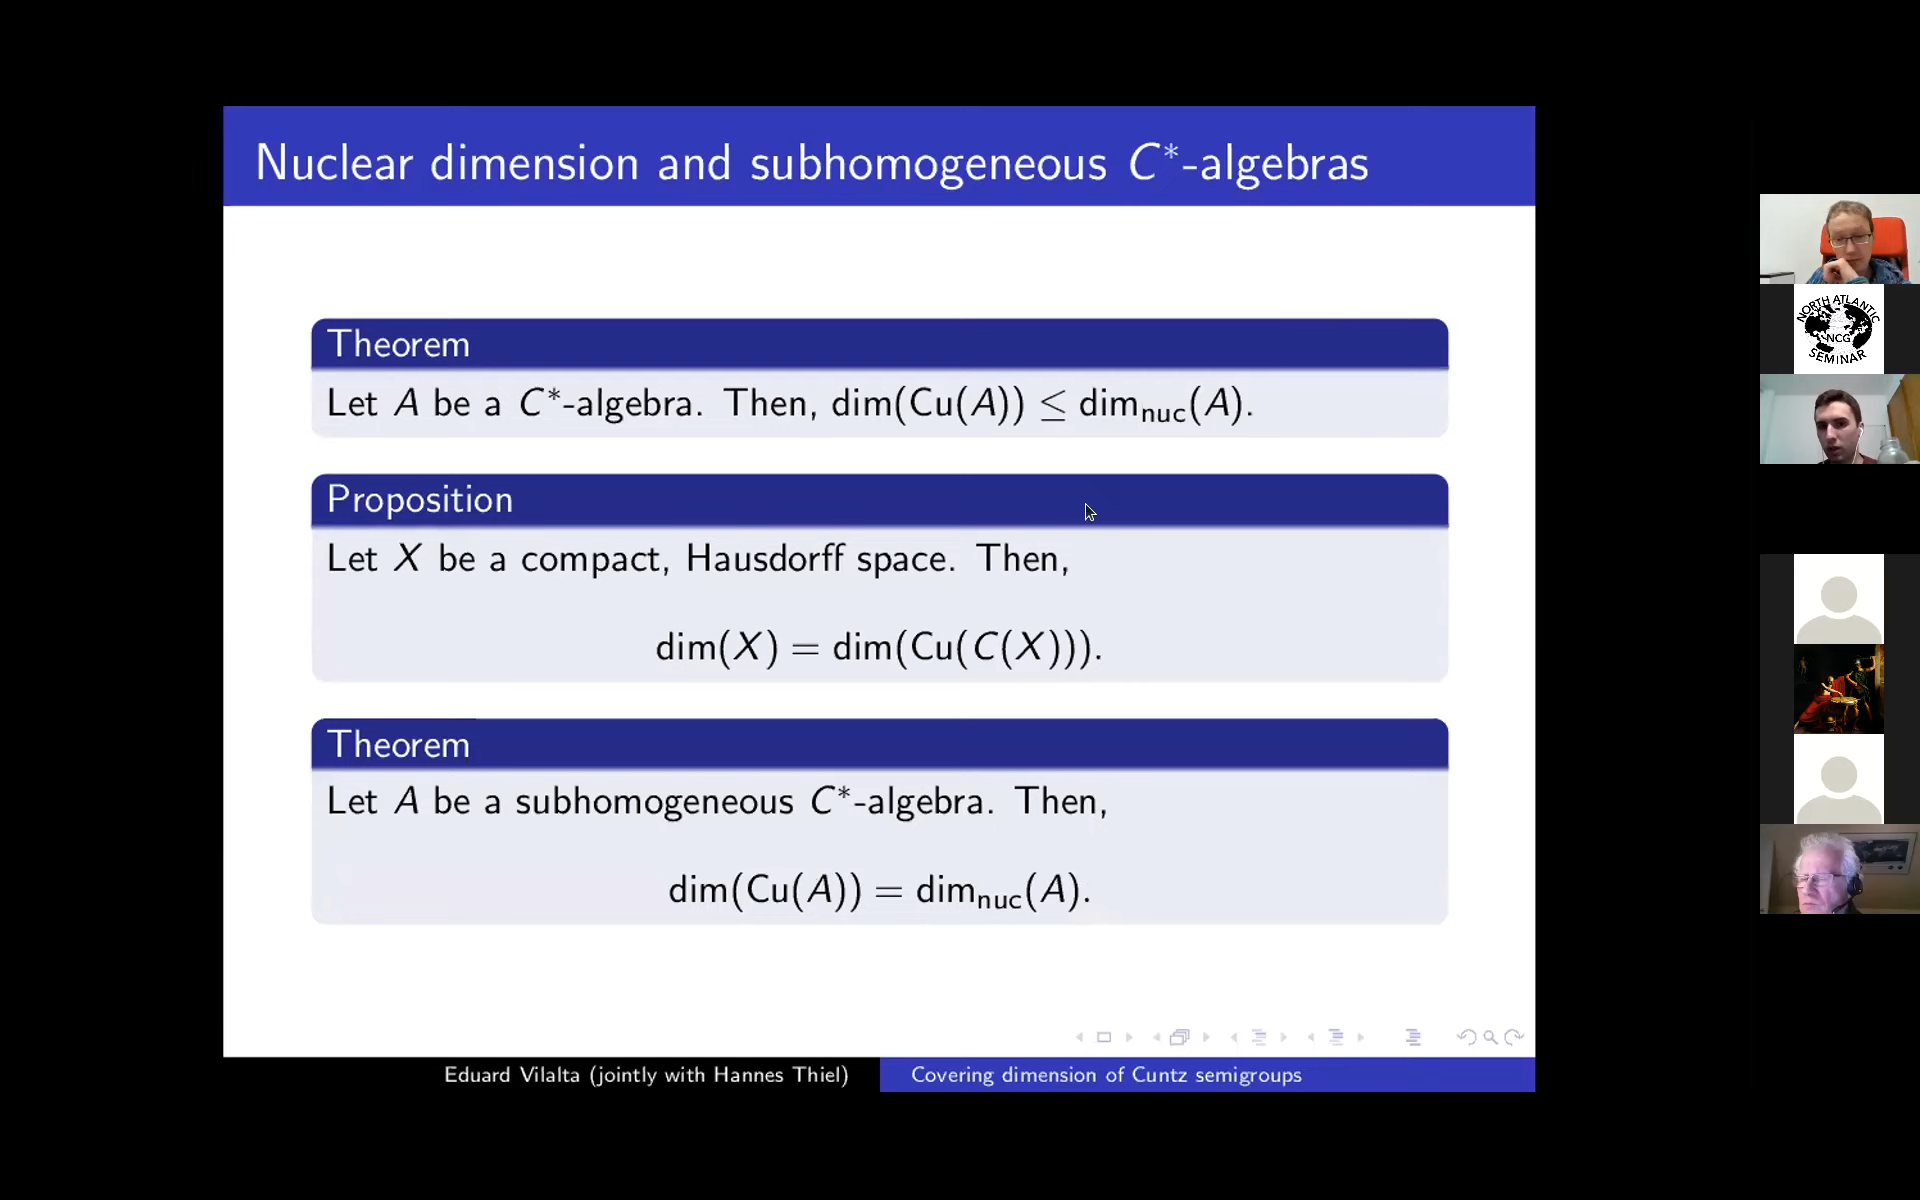 Nuclear dimension and subhomogeneous C*-algebras
Theorem
Let A be a C*-algebra. Then, dim(Cu(A)) ≤ dim_nuc(A).
Proposition
Let X be a compact, Hausdorff space. Then,
dim(X) = dim(Cu(C(X))).
Theorem
Let A be a subhomogeneous C*-algebra. Then,
dim(Cu(A)) = dim_nuc(A).
Eduard Vilalta (jointly with Hannes Thiel)
Covering dimension of Cuntz semigroups
NORTH ATLANTIC
NCG
SEMINAR